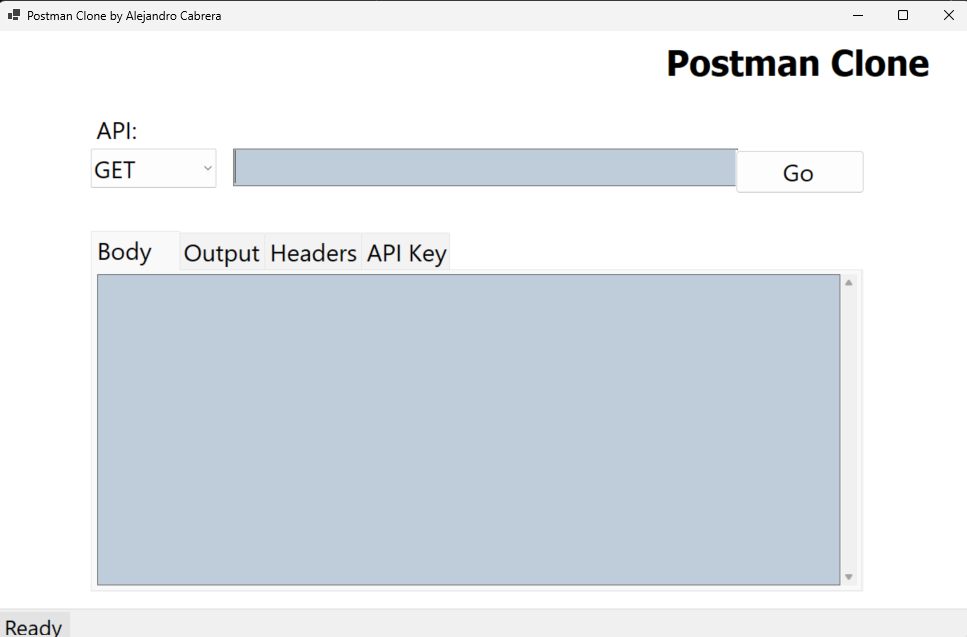 Postman Clone by Alejandro Cabrera
Postman Clone
API:
GET
Go
Body Output Headers API Key
Ready